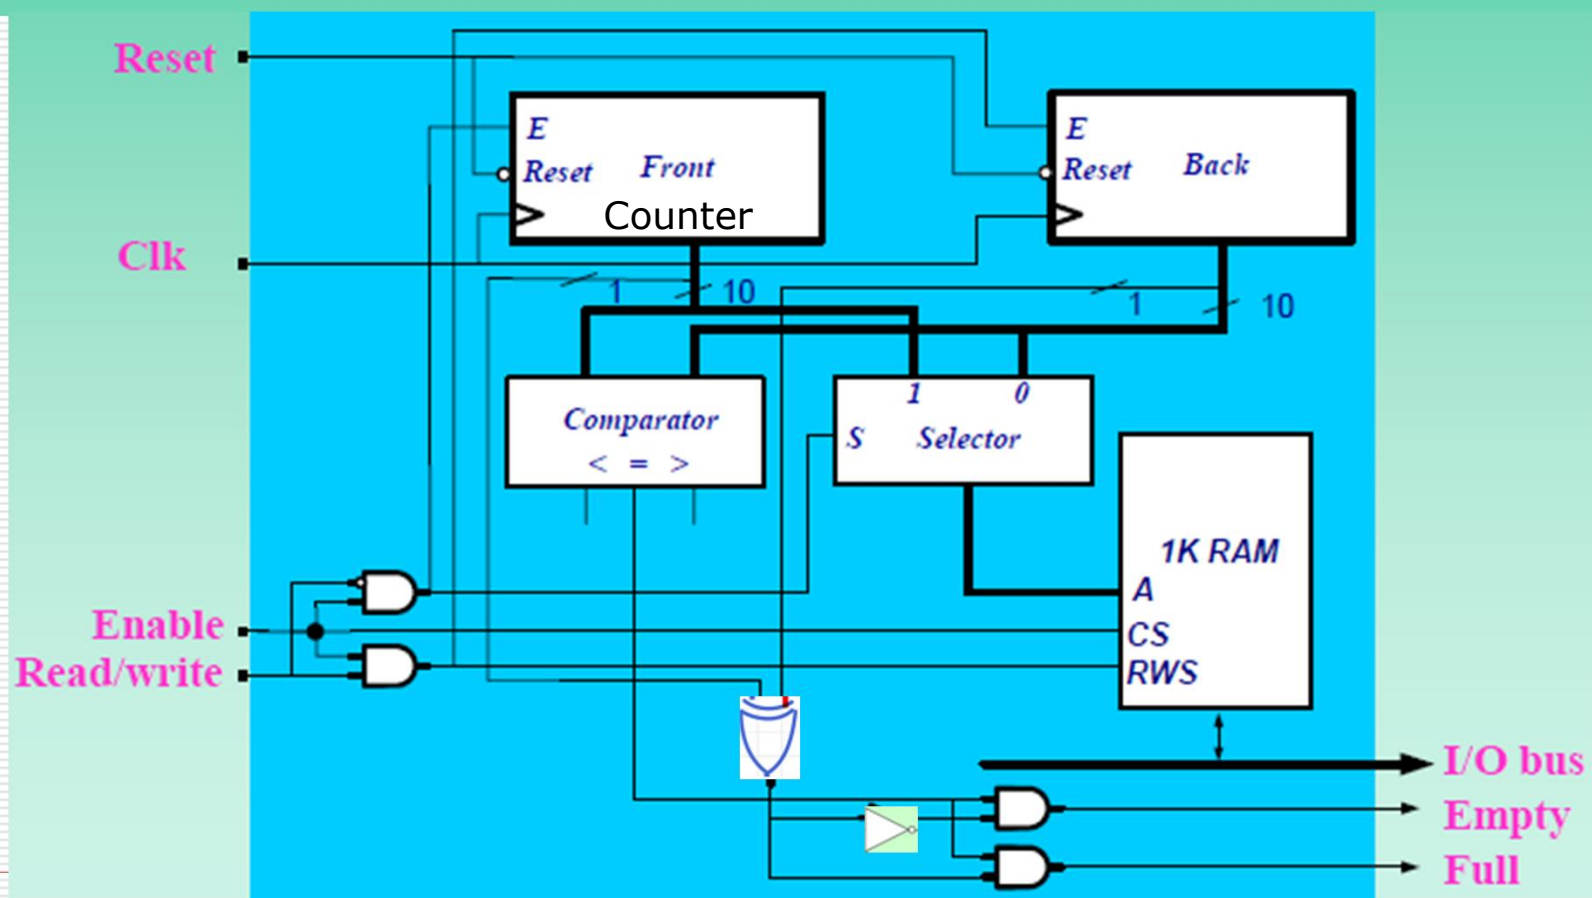 Reset
E
Reset Front
Counter
E
Reset Back
Clk
1
10
1
10
Comparator
< = >
1 0
S Selector
1K RAM
A
CS
RWS
Enable
Read/write
I/O bus
Empty
Full